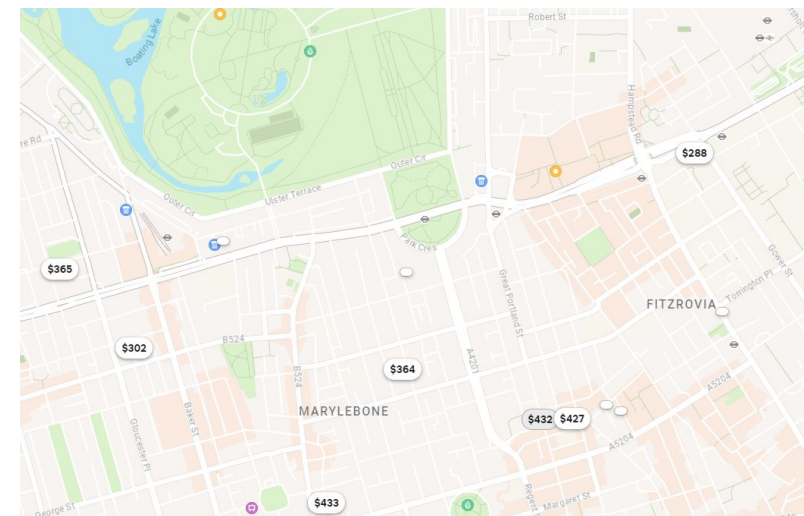 Robert St
Boating Lake
Hampstead Rd
re Rd
Outer Cir
$288
Ulster Terrace
Outer Cir
Park Cres
$365
Gower St
Torrington Pl
Great Portland St
FITZROVIA
B524
$302
A4201
$364
B524
A5204
MARYLEBONE
Baker St
$432
$427
Gloucester Pl
A5204
Regent
Margaret St
$433
George St